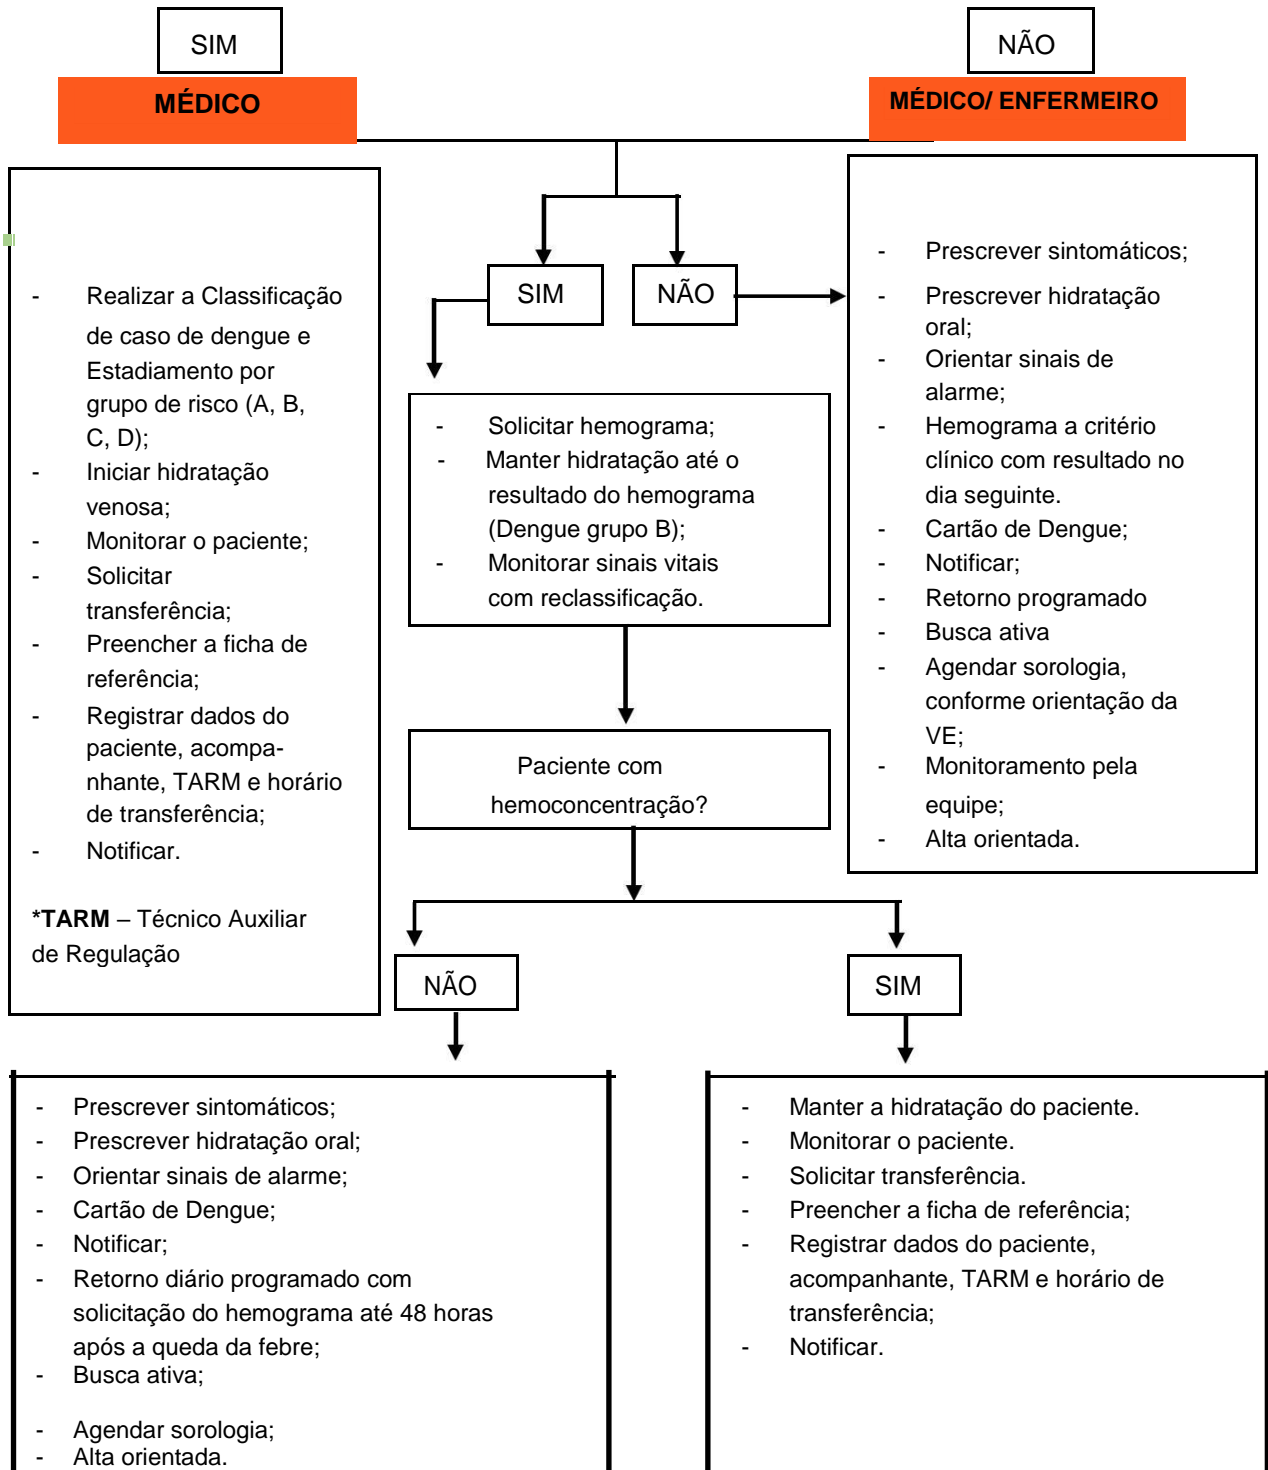 SIM
NÃO
MÉDICO
MÉDICO/ ENFERMEIRO
- Realizar a Classificação
de caso de dengue e
Estadiamento por
grupo de risco (A, B,
C, D);
- Iniciar hidratação
venosa;
- Monitorar o paciente;
- Solicitar
transferência;
- Preencher a ficha de
referência;
- Registrar dados do
paciente, acompa-
nhante, TARM e horário
de transferência;
- Notificar.
*TARM – Técnico Auxiliar
de Regulação
SIM
NÃO
- Solicitar hemograma;
- Manter hidratação até o
resultado do hemograma
(Dengue grupo B);
- Monitorar sinais vitais
com reclassificação.
- Prescrever sintomáticos;
- Prescrever hidratação
oral;
- Orientar sinais de
alarme;
- Hemograma a critério
clínico com resultado no
dia seguinte.
- Cartão de Dengue;
- Notificar;
- Retorno programado
- Busca ativa
- Agendar sorologia,
conforme orientação da
VE;
- Monitoramento pela
equipe;
- Alta orientada.
Paciente com
hemoconcentração?
NÃO
SIM
- Prescrever sintomáticos;
- Prescrever hidratação oral;
- Orientar sinais de alarme;
- Cartão de Dengue;
- Notificar;
- Retorno diário programado com
solicitação do hemograma até 48 horas
após a queda da febre;
- Busca ativa;
- Agendar sorologia;
- Alta orientada.
- Manter a hidratação do paciente.
- Monitorar o paciente.
- Solicitar transferência.
- Preencher a ficha de referência;
- Registrar dados do paciente,
acompanhante, TARM e horário de
transferência;
- Notificar.